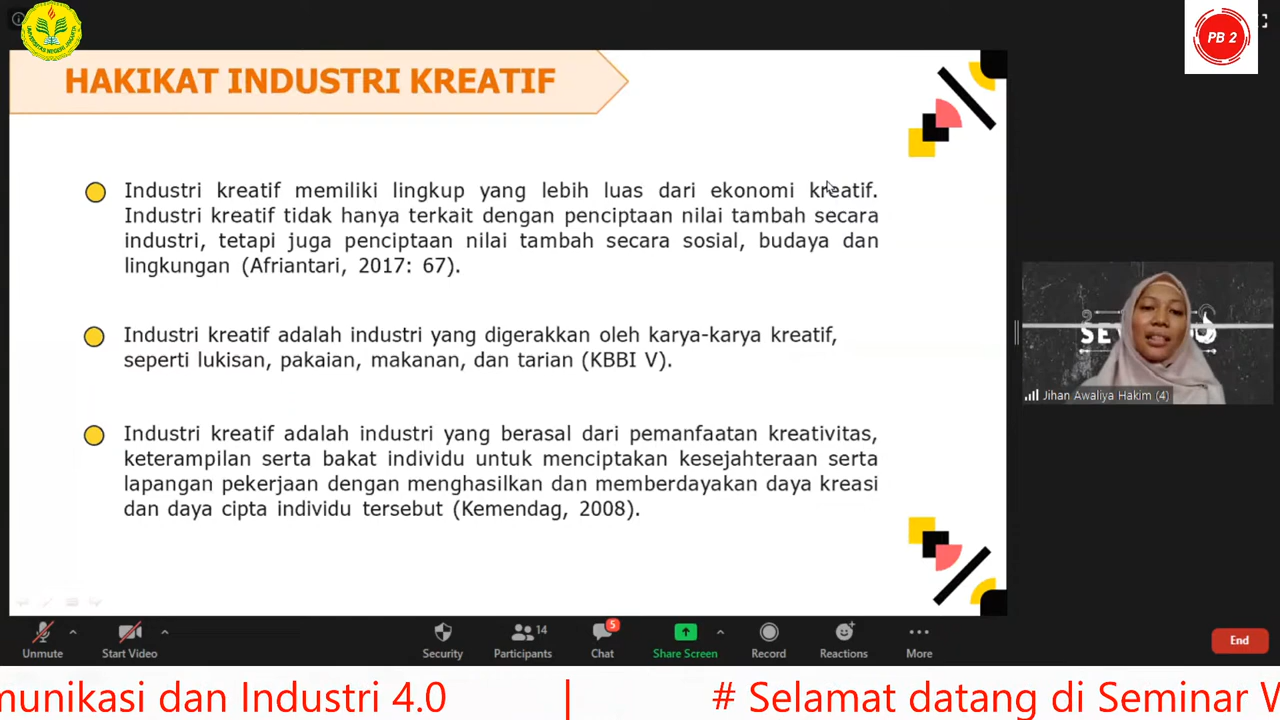 UNIVERSITAS NEGERI JAKARTA
PB 2
HAKIKAT INDUSTRI KREATIF
Industri kreatif memiliki lingkup yang lebih luas dari ekonomi kreatif.
Industri kreatif tidak hanya terkait dengan penciptaan nilai tambah secara
industri, tetapi juga penciptaan nilai tambah secara sosial, budaya dan
lingkungan (Afriantari, 2017: 67).
Industri kreatif adalah industri yang digerakkan oleh karya-karya kreatif,
seperti lukisan, pakaian, makanan, dan tarian (KBBI V).
Industri kreatif adalah industri yang berasal dari pemanfaatan kreativitas,
keterampilan serta bakat individu untuk menciptakan kesejahteraan serta
lapangan pekerjaan dengan menghasilkan dan memberdayakan daya kreasi
dan daya cipta individu tersebut (Kemendag, 2008).
Jihan Awaliya Hakim (4)
14
5
Unmute
Start Video
Security
Participants
Chat
Share Screen
Record
Reactions
More
End
munikasi dan Industri 4.0 | # Selamat datang di Seminar